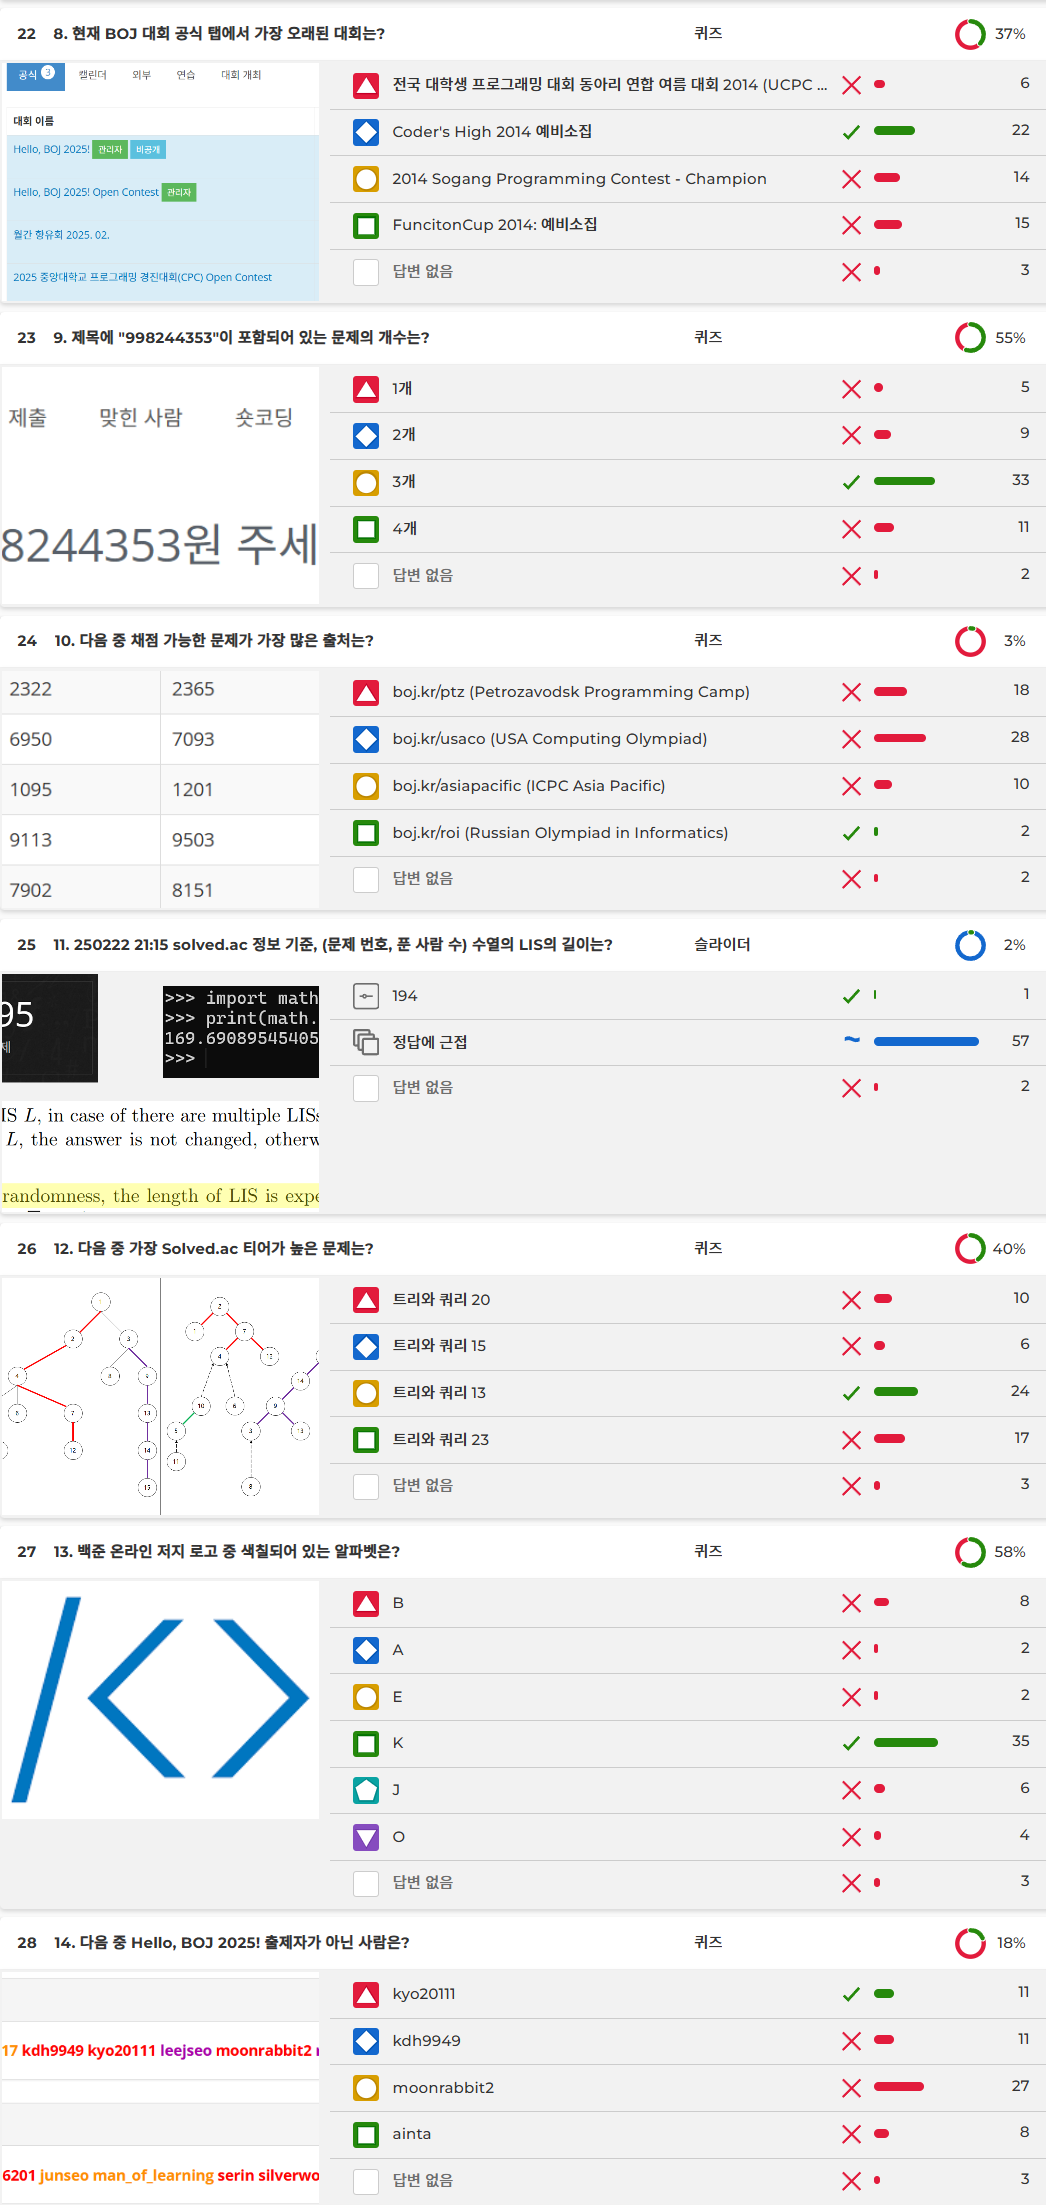 22 8. 현재 BOJ 대회 공식 탭에서 가장 오래된 대회는? 퀴즈 37%
공식 3 캘린더 외부 연습 대회 개최
대회 이름
Hello, BOJ 2025! 관리자 비공개
Hello, BOJ 2025! Open Contest 관리자
월간 향유회 2025. 02.
2025 중앙대학교 프로그래밍 경진대회(CPC) Open Contest
전국 대학생 프로그래밍 대회 동아리 연합 여름 대회 2014 (UCPC ... 6
Coder's High 2014 예비소집 22
2014 Sogang Programming Contest - Champion 14
FuncitonCup 2014: 예비소집 15
답변 없음 3
23 9. 제목에 "998244353"이 포함되어 있는 문제의 개수는? 퀴즈 55%
제출 맞힌 사람 숏코딩
8244353원 주세
1개 5
2개 9
3개 33
4개 11
답변 없음 2
24 10. 다음 중 채점 가능한 문제가 가장 많은 출처는? 퀴즈 3%
2322 2365
6950 7093
1095 1201
9113 9503
7902 8151
boj.kr/ptz (Petrozavodsk Programming Camp) 18
boj.kr/usaco (USA Computing Olympiad) 28
boj.kr/asiapacific (ICPC Asia Pacific) 10
boj.kr/roi (Russian Olympiad in Informatics) 2
답변 없음 2
25 11. 250222 21:15 solved.ac 정보 기준, (문제 번호, 푼 사람 수) 수열의 LIS의 길이는? 슬라이더 2%
95
제
>>> import math
>>> print(math.
169.69089545405
>>>
IS L, in case of there are multiple LISs
L, the answer is not changed, otherw
randomness, the length of LIS is expe
194 1
정답에 근접 57
답변 없음 2
26 12. 다음 중 가장 Solved.ac 티어가 높은 문제는? 퀴즈 40%
트리와 쿼리 20 10
트리와 쿼리 15 6
트리와 쿼리 13 24
트리와 쿼리 23 17
답변 없음 3
27 13. 백준 온라인 저지 로고 중 색칠되어 있는 알파벳은? 퀴즈 58%
/<>
B 8
A 2
E 2
K 35
J 6
O 4
답변 없음 3
28 14. 다음 중 Hello, BOJ 2025! 출제자가 아닌 사람은? 퀴즈 18%
17 kdh9949 kyo20111 leejseo moonrabbit2
6201 junseo man_of_learning serin silverwo
kyo20111 11
kdh9949 11
moonrabbit2 27
ainta 8
답변 없음 3